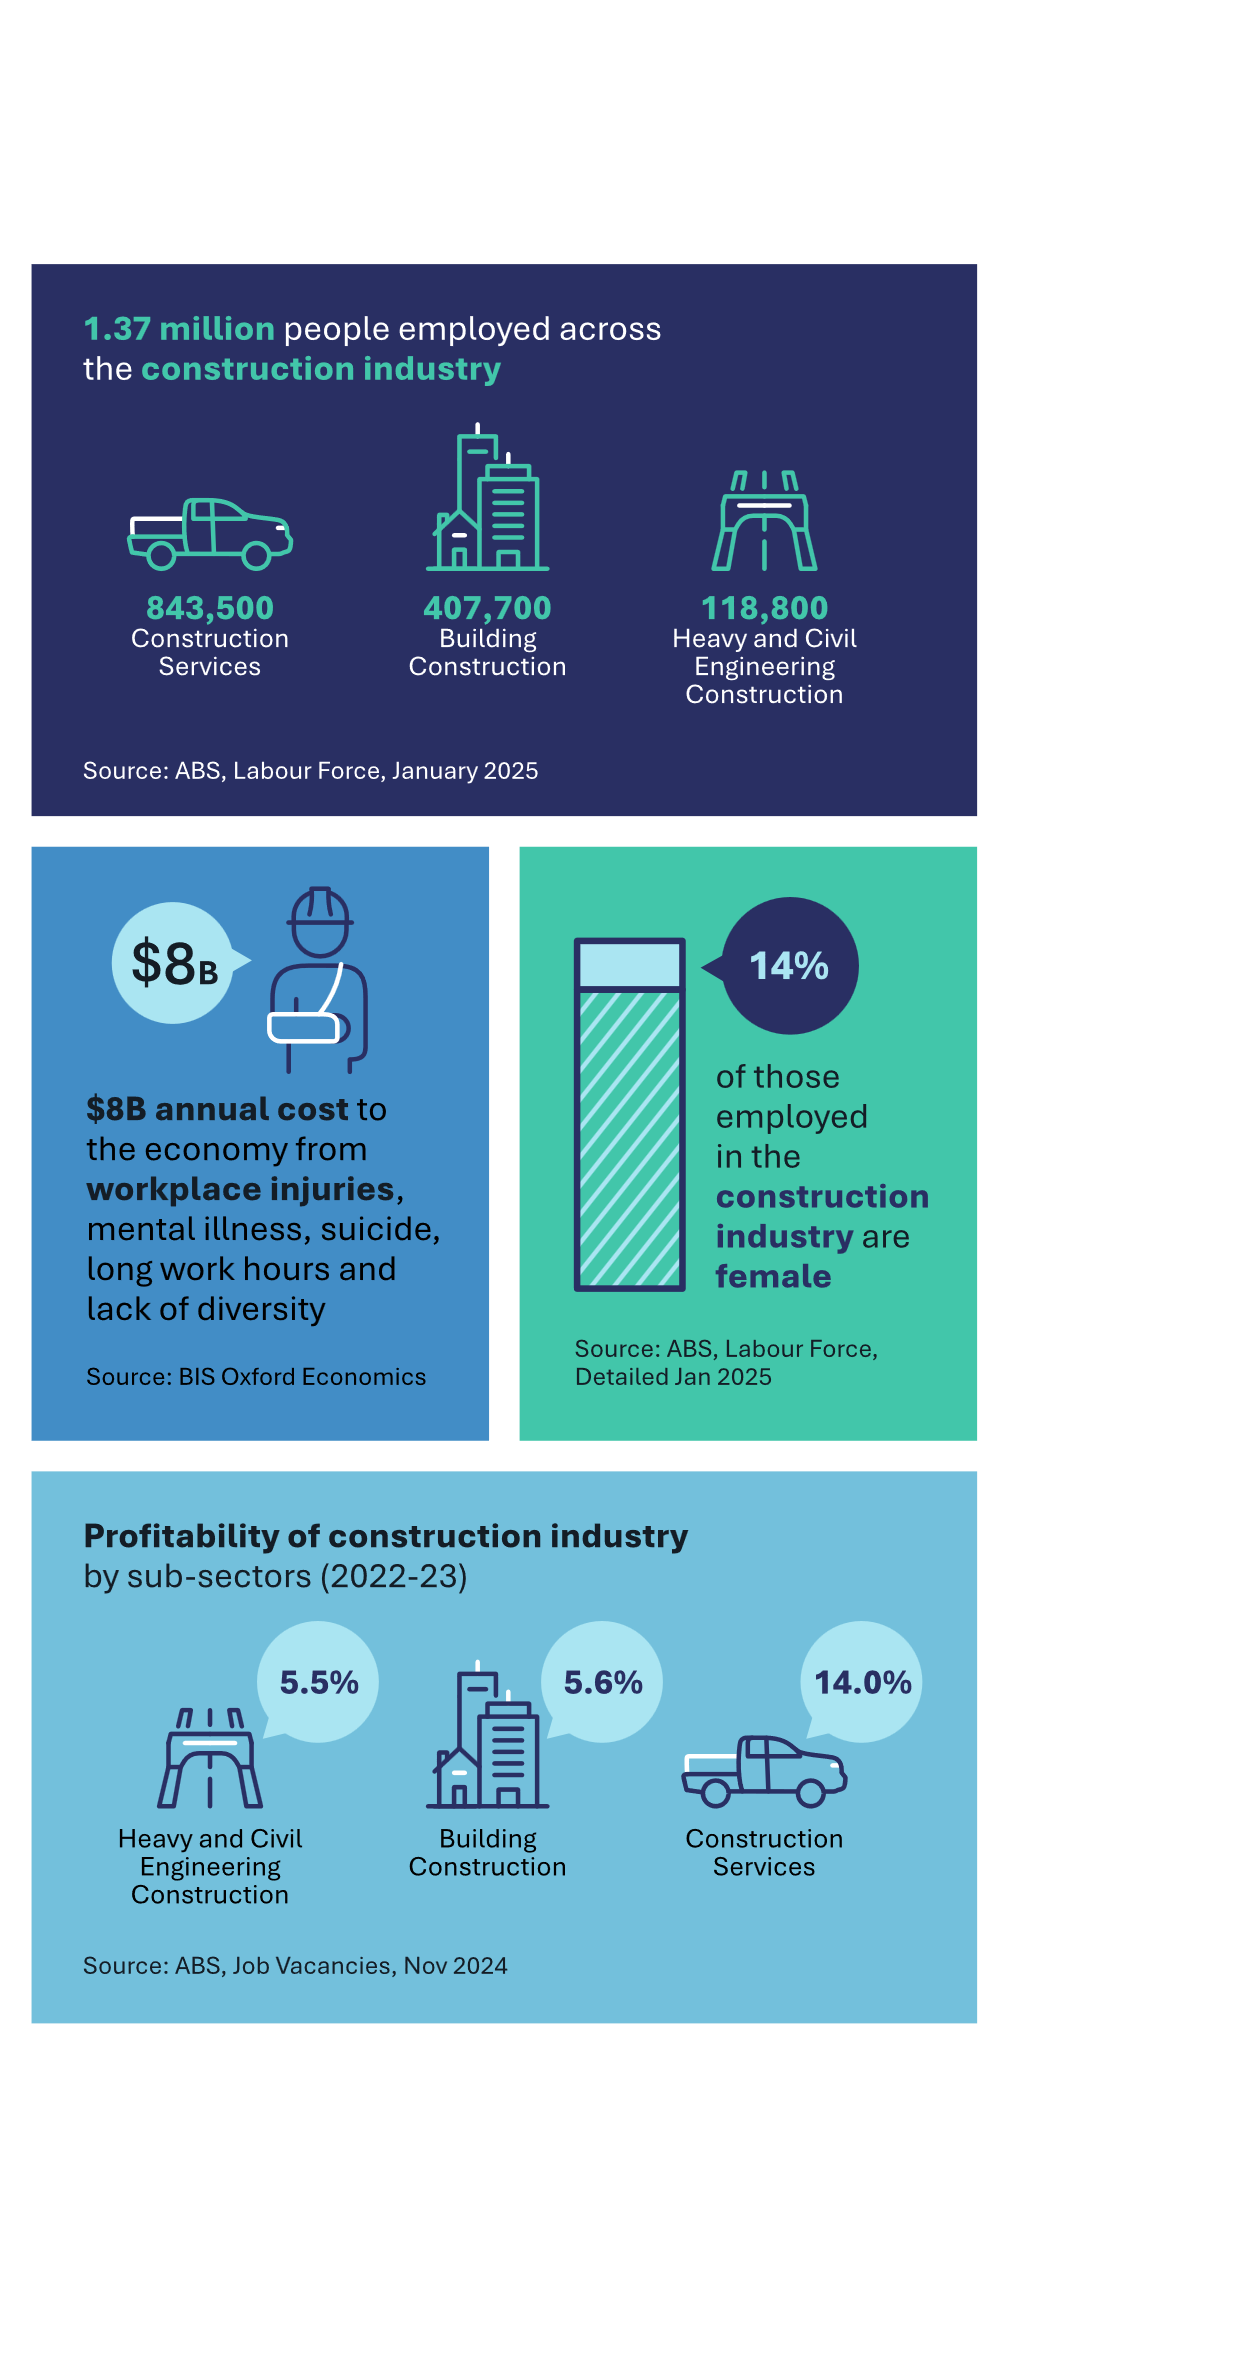 1.37 million people employed across
the construction industry
843,500
Construction
Services
407,700
Building
Construction
118,800
Heavy and Civil
Engineering
Construction
Source: ABS, Labour Force, January 2025
$8B
$8B annual cost to
the economy from
workplace injuries,
mental illness, suicide,
long work hours and
lack of diversity
Source: BIS Oxford Economics
14%
of those
employed
in the
construction
industry are
female
Source: ABS, Labour Force,
Detailed Jan 2025
Profitability of construction industry
by sub-sectors (2022-23)
5.5%
Heavy and Civil
Engineering
Construction
5.6%
Building
Construction
14.0%
Construction
Services
Source: ABS, Job Vacancies, Nov 2024